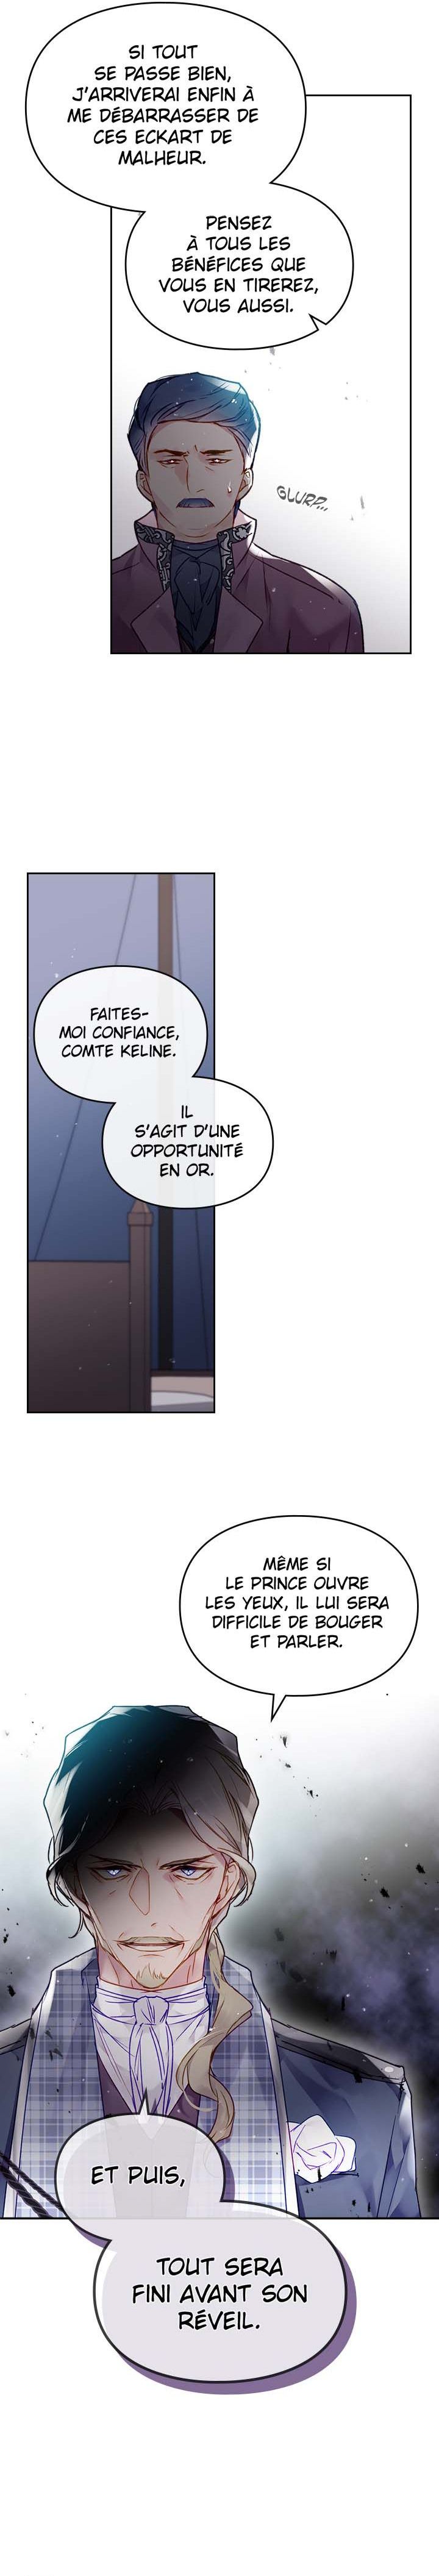 SI TOUT
SE PASSE BIEN,
J'ARRIVERAI ENFIN À
ME DÉBARRASSER DE
CES ECKART DE
MALHEUR.
PENSEZ
À TOUS LES
BÉNÉFICES QUE
VOUS EN TIREREZ,
VOUS AUSSI.
GLURP...
FAITES-
MOI CONFIANCE,
COMTE KELINE.
IL
S'AGIT D'UNE
OPPORTUNITÉ
EN OR.
MÊME SI
LE PRINCE OUVRE
LES YEUX, IL LUI SERA
DIFFICILE DE BOUGER
ET PARLER.
ET PUIS,
TOUT SERA
FINI AVANT SON
RÉVEIL.